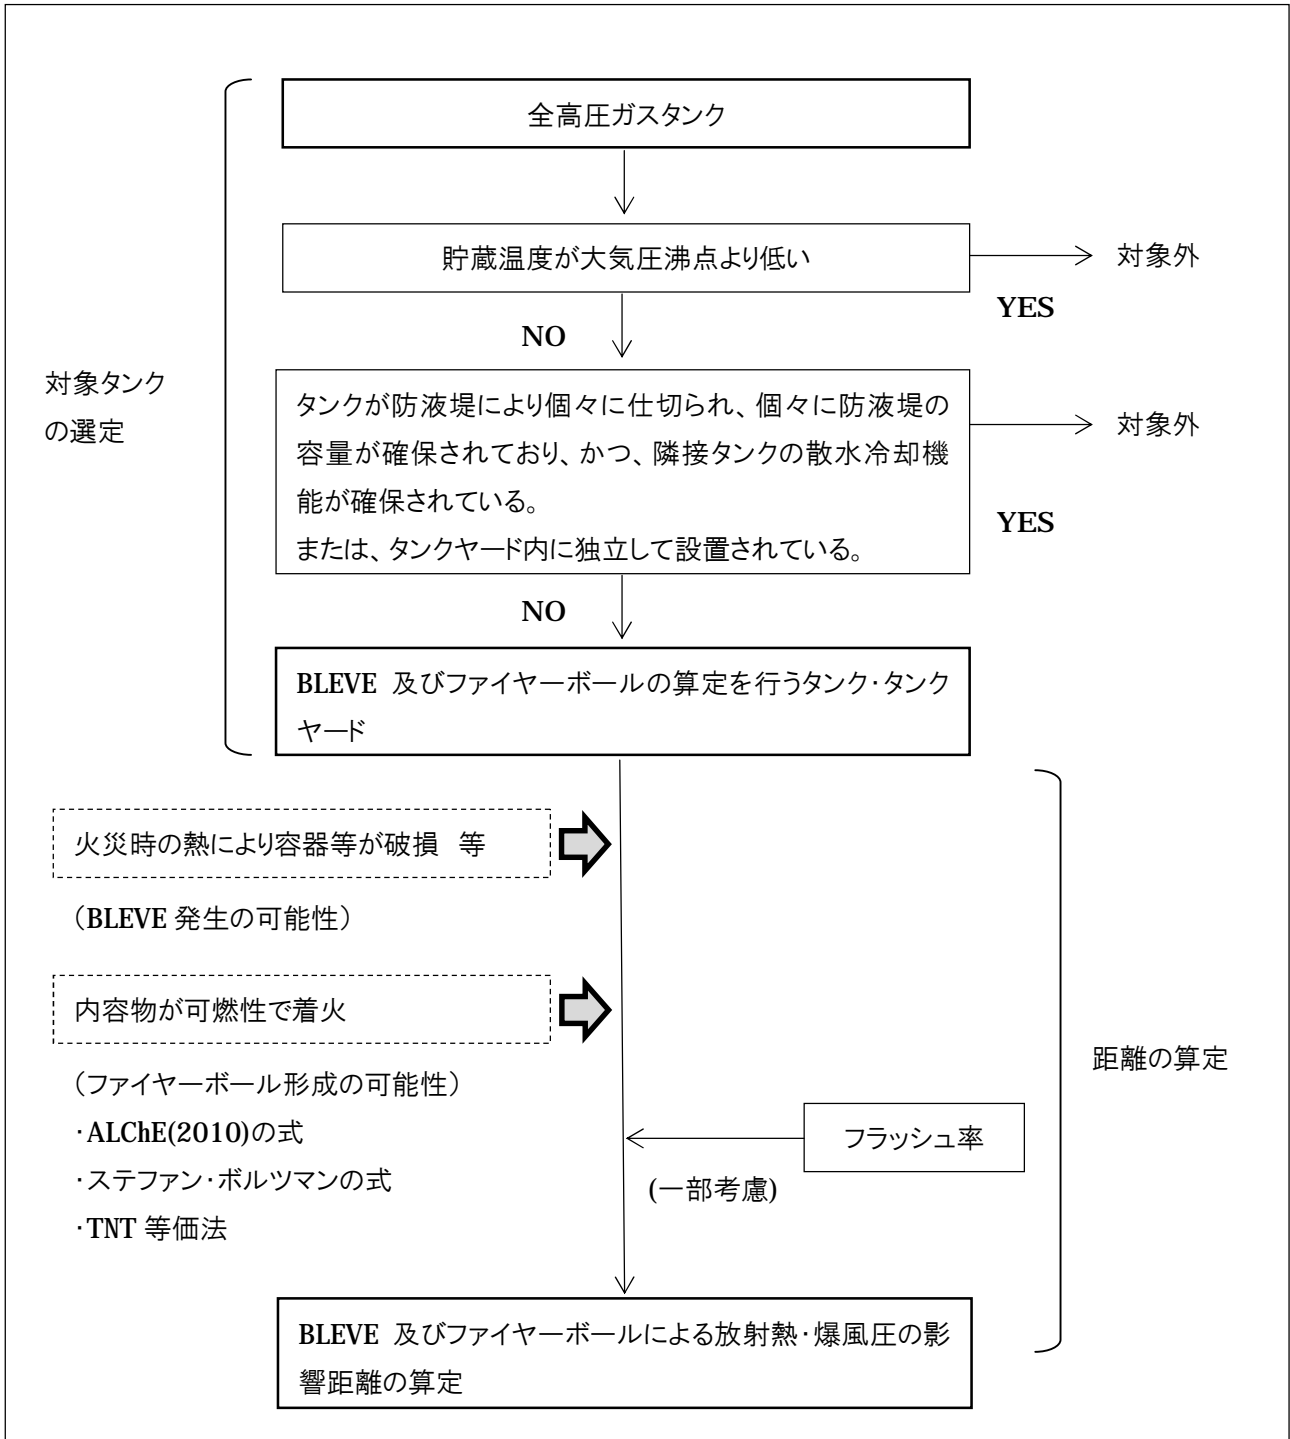 全高圧ガスタンク
貯蔵温度が大気圧沸点より低い
対象外
YES
NO
対象タンク
の選定
タンクが防液堤により個々に仕切られ、個々に防液堤の
容量が確保されており、かつ、隣接タンクの散水冷却機
能が確保されている。
または、タンクヤード内に独立して設置されている。
対象外
YES
NO
BLEVE 及びファイヤーボールの算定を行うタンク・タンク
ヤード
火災時の熱により容器等が破損　等
（BLEVE 発生の可能性）
内容物が可燃性で着火
（ファイヤーボール形成の可能性）
・ALChE(2010)の式
・ステファン・ボルツマンの式
・TNT 等価法
距離の算定
フラッシュ率
(一部考慮)
BLEVE 及びファイヤーボールによる放射熱・爆風圧の影
響距離の算定